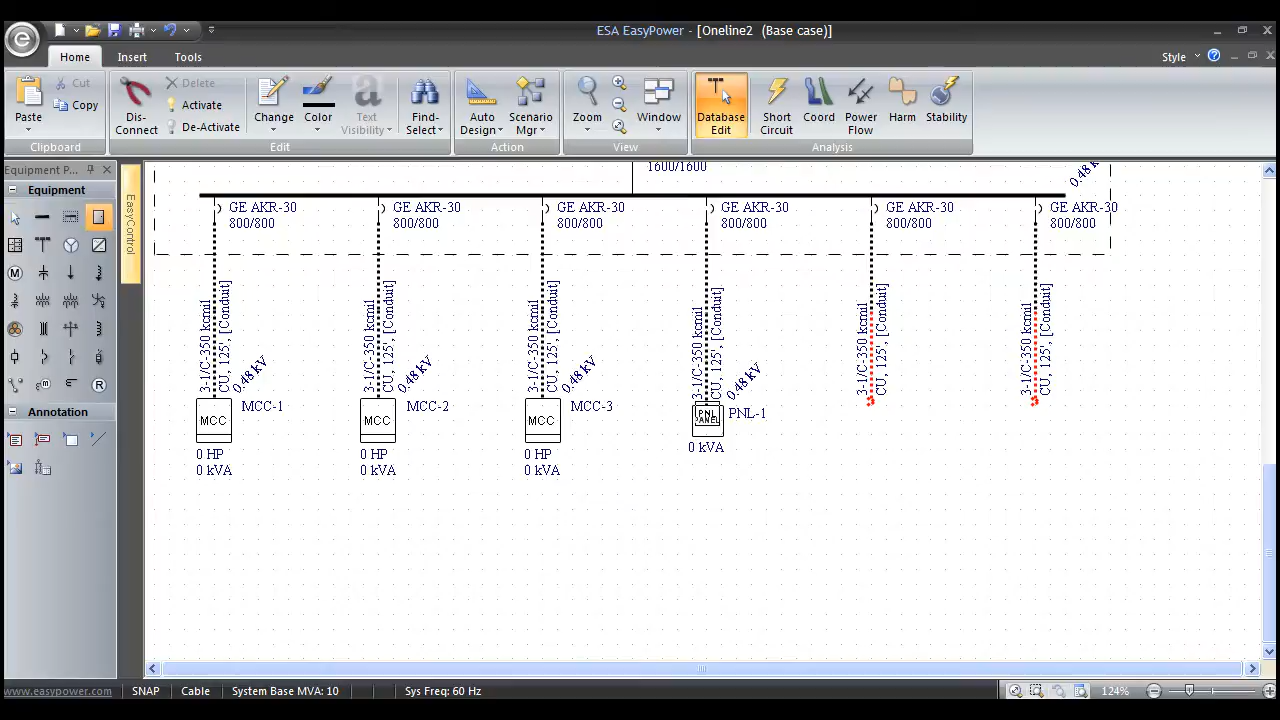 e
ESA EasyPower - [Oneline2 (Base case)]
Home Insert Tools
Style
Paste
Cut
Copy
Dis-
Connect
Delete
Activate
De-Activate
Change
Color
Text
Visibility
Find-
Select
Auto
Design
Scenario
Mgr
Zoom
Window
Database
Edit
Short
Circuit
Coord
Power
Flow
Harm
Stability
Clipboard Edit Action View Analysis
Equipment P...
Equipment
Annotation
EasyControl
1600/1600
0.48 k
GE AKR-30 GE AKR-30 GE AKR-30 GE AKR-30 GE AKR-30 GE AKR-30
800/800 800/800 800/800 800/800 800/800 800/800
3-1/C-350 kcmil
CU, 125', [Conduit]
0.48 kV
3-1/C-350 kcmil
CU, 125', [Conduit]
0.48 kV
3-1/C-350 kcmil
CU, 125', [Conduit]
0.48 kV
3-1/C-350 kcmil
CU, 125', [Conduit]
0.48 kV
3-1/C-350 kcmil
CU, 125', [Conduit]
3-1/C-350 kcmil
CU, 125', [Conduit]
MCC MCC-1
0 HP
0 kVA
MCC MCC-2
0 HP
0 kVA
MCC MCC-3
0 HP
0 kVA
PNL PNL-1
0 kVA
www.easypower.com SNAP Cable System Base MVA: 10 Sys Freq: 60 Hz 124%